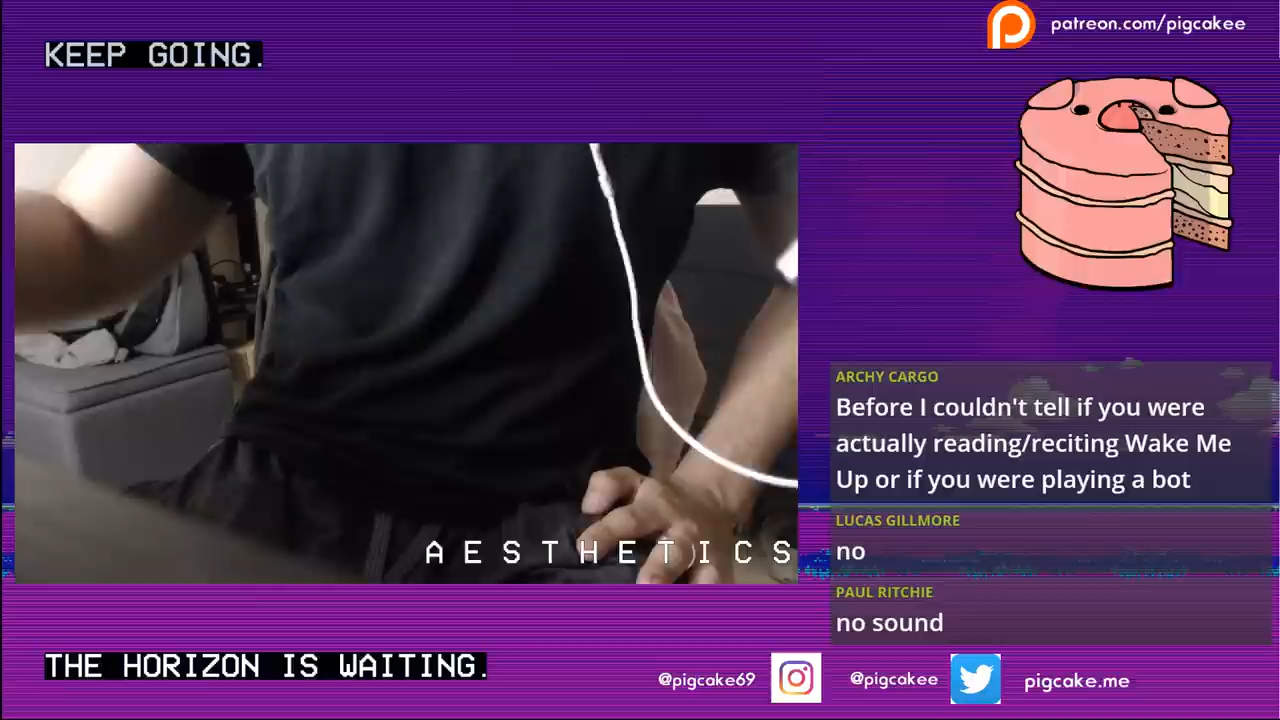 KEEP GOING.
patreon.com/pigcakee
ARCHY CARGO
Before I couldn't tell if you were
actually reading/reciting Wake Me
Up or if you were playing a bot
LUCAS GILLMORE
no
A E S T H E T I C S
PAUL RITCHIE
no sound
THE HORIZON IS WAITING.
@pigcake69
@pigcakee
pigcake.me